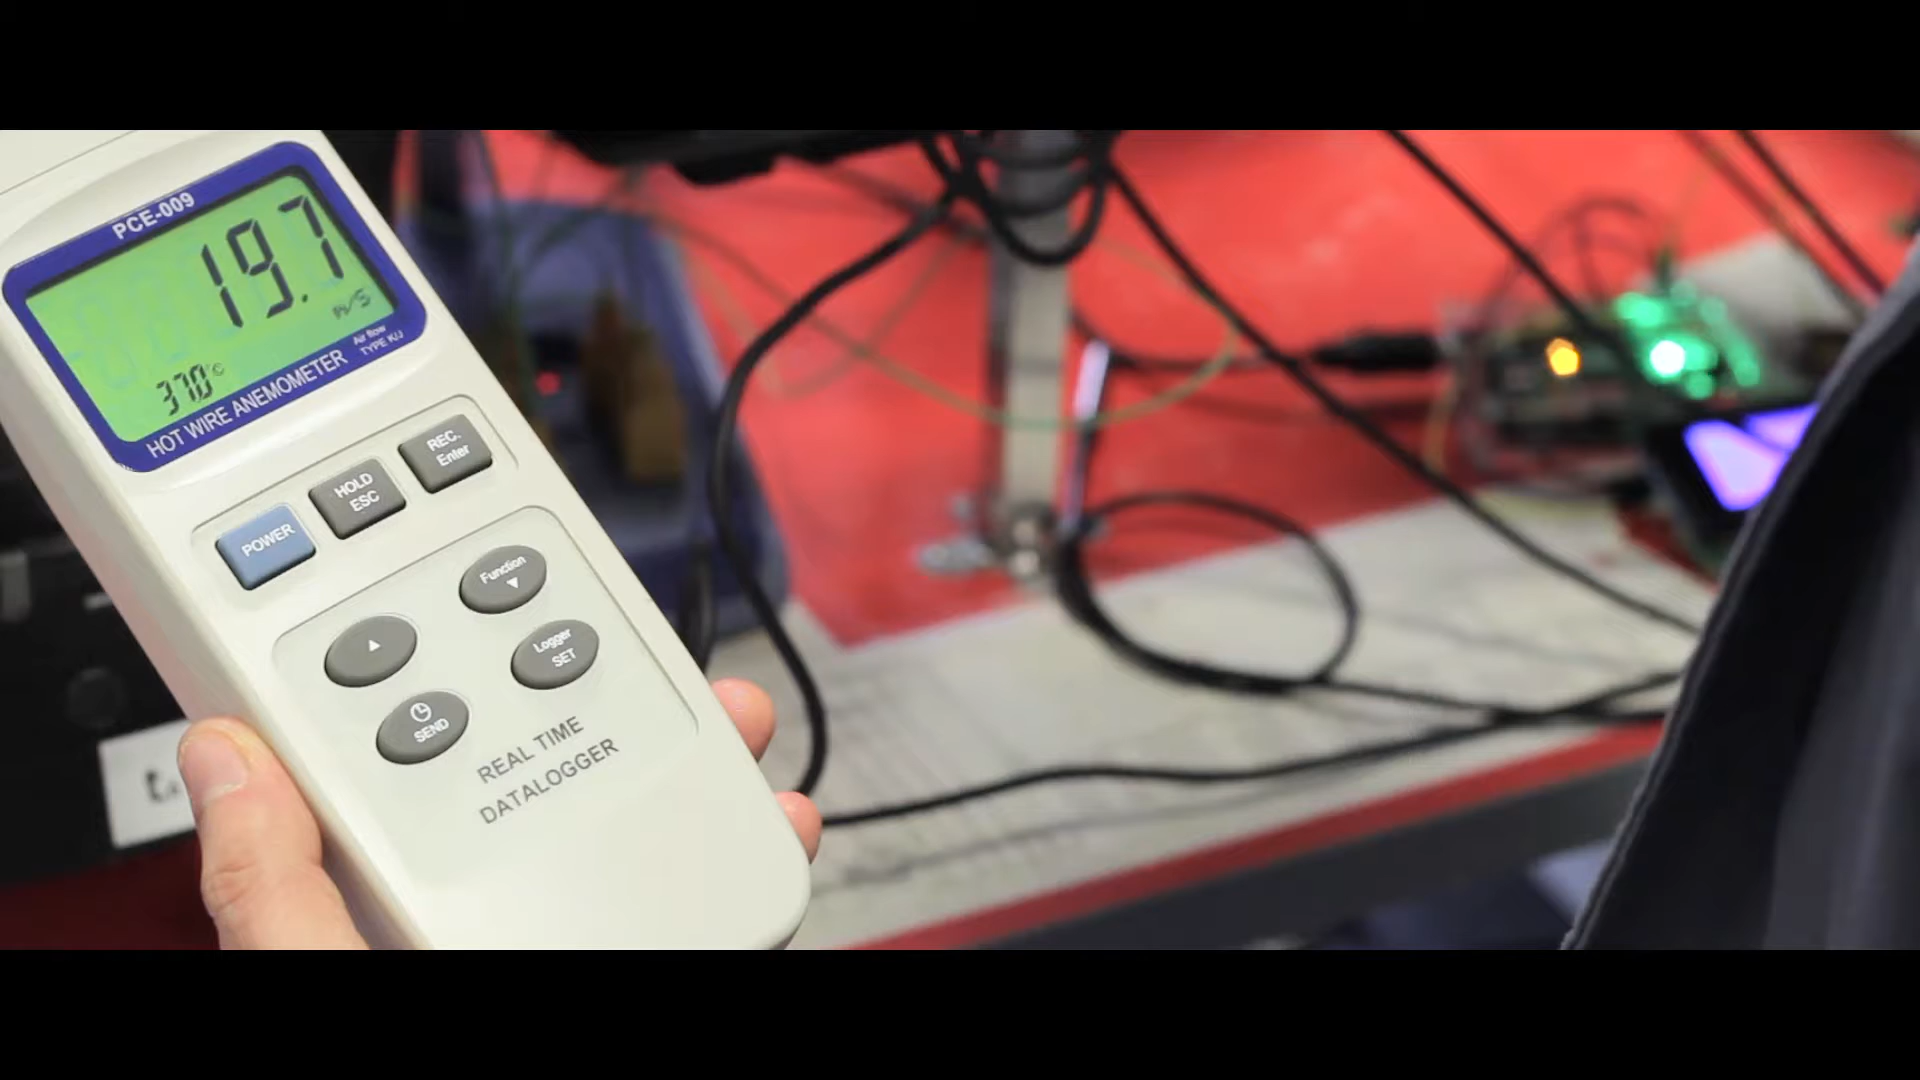 PCE-009
19.7
m/S
37.0°C
Air flow
TYPE K/J
HOT WIRE ANEMOMETER
POWER
HOLD
ESC
REC.
Enter
▲
Function
▼
Logger
SET
SEND
REAL TIME
DATALOGGER